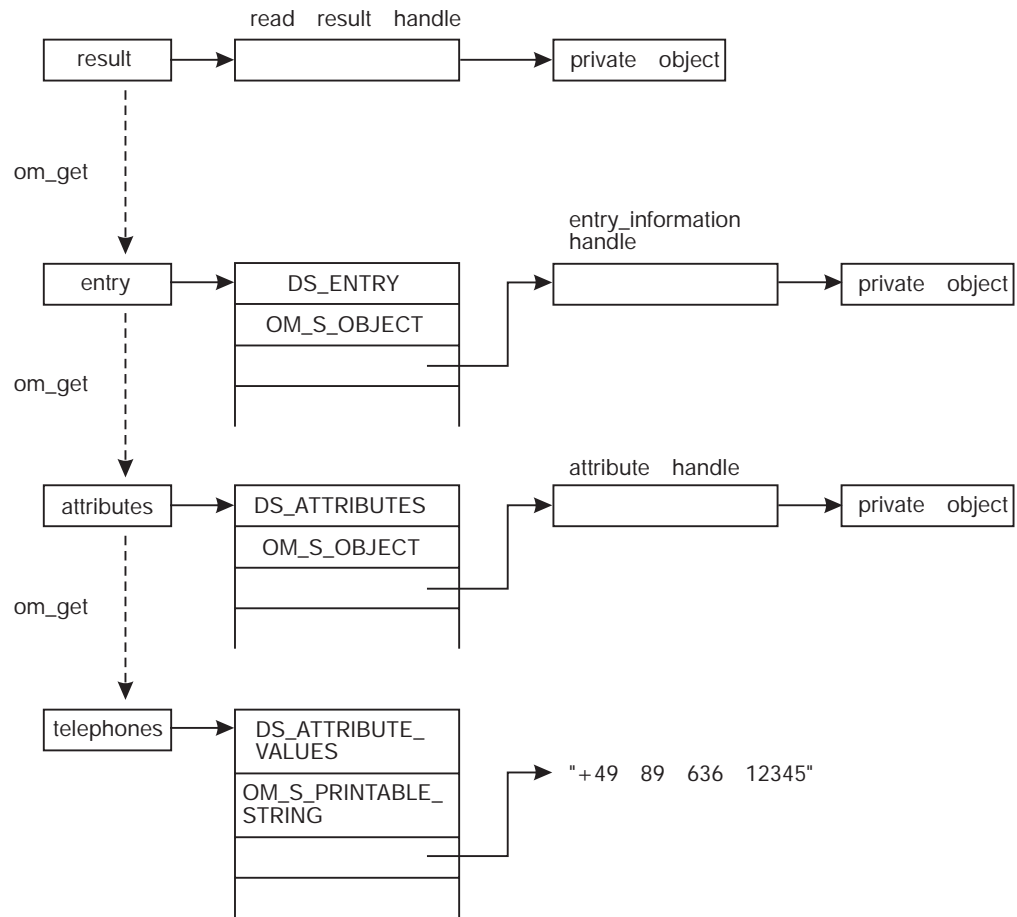 read result handle
result
private object
om_get
entry_information
handle
entry
DS_ENTRY
private object
OM_S_OBJECT
om_get
attribute handle
attributes
DS_ATTRIBUTES
private object
OM_S_OBJECT
om_get
telephones
DS_ATTRIBUTE_
VALUES
"+49 89 636 12345"
OM_S_PRINTABLE_
STRING